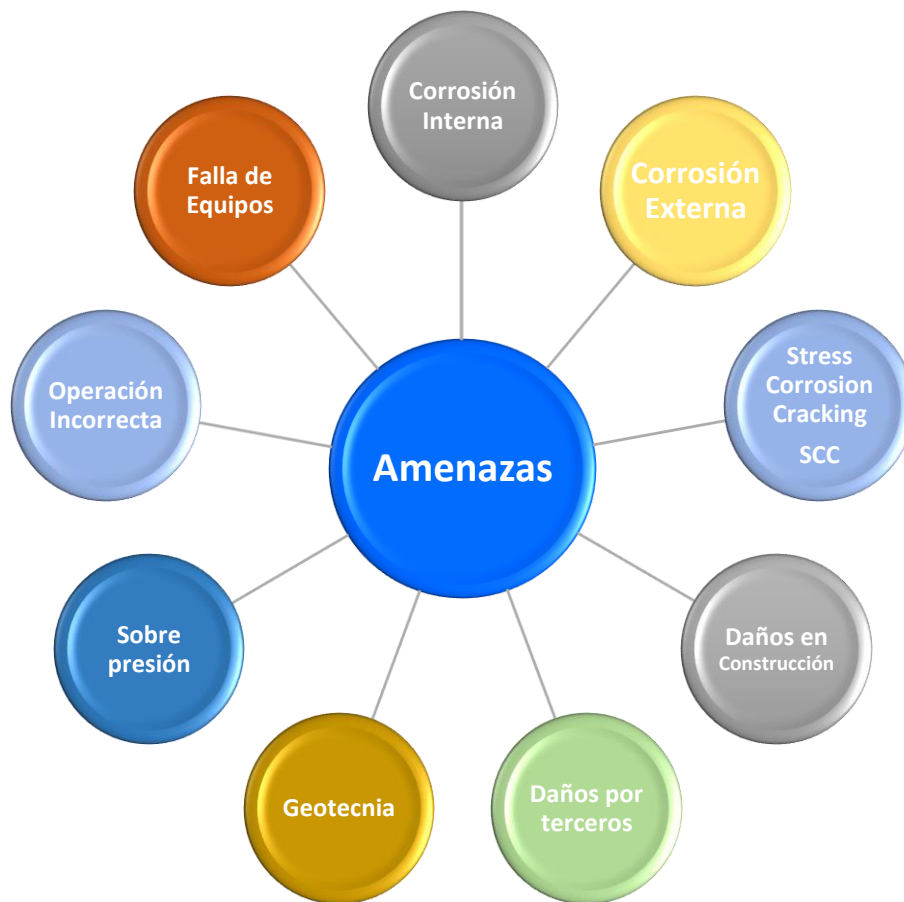 Corrosión
Interna
Corrosión
Externa
Stress
Corrosion
Cracking
SCC
Daños en
Construcción
Daños por
terceros
Geotecnia
Sobre
presión
Operación
Incorrecta
Falla de
Equipos
Amenazas